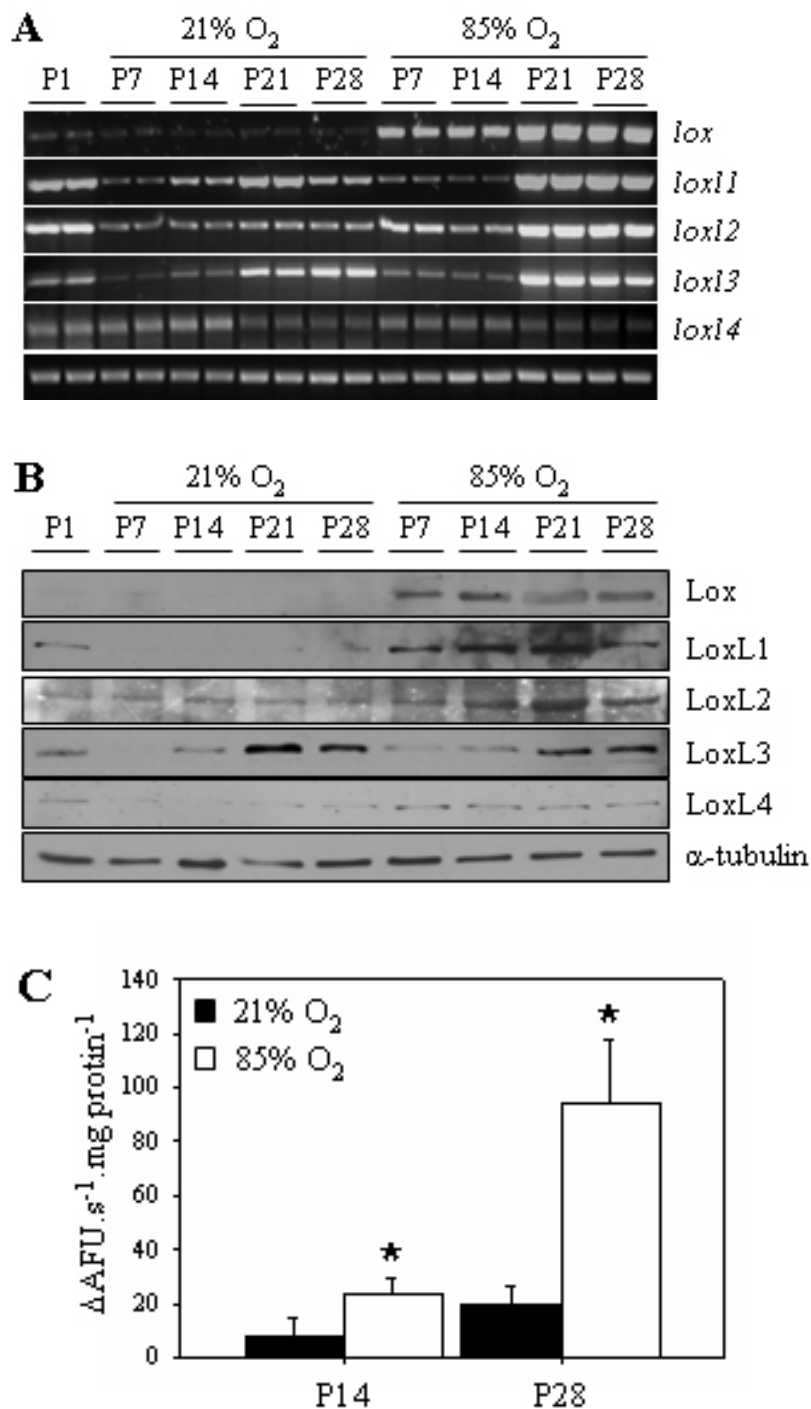 A
21% O2 85% O2
P1 P7 P14 P21 P28 P7 P14 P21 P28
lox
loxl1
loxl2
loxl3
loxl4
B
21% O2 85% O2
P1 P7 P14 P21 P28 P7 P14 P21 P28
Lox
LoxL1
LoxL2
LoxL3
LoxL4
α-tubulin
C
ΔΔAFU.s-1.mg protin-1
140
120
100
80
60
40
20
0
21% O2
85% O2
★
★
P14 P28